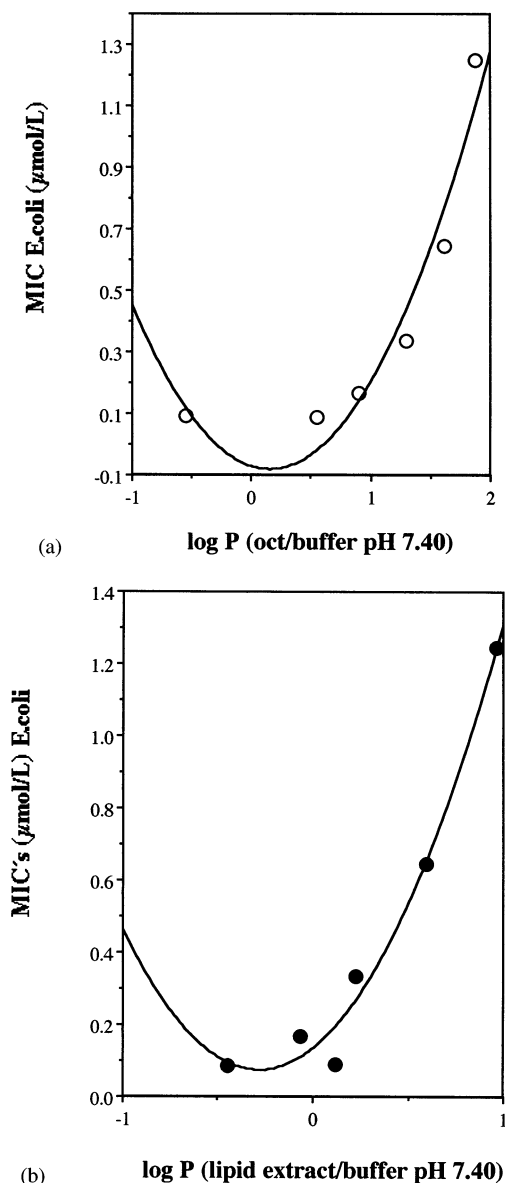 1.3
1.1
0.9
0.7
0.5
0.3
0.1
-0.1
MIC E.coli (µmol/L)
-1 0 1 2
(a) log P (oct/buffer pH 7.40)
1.4
1.2
1.0
0.8
0.6
0.4
0.2
0.0
MIC´s (µmol/L) E.coli
-1 0 1
(b) log P (lipid extract/buffer pH 7.40)